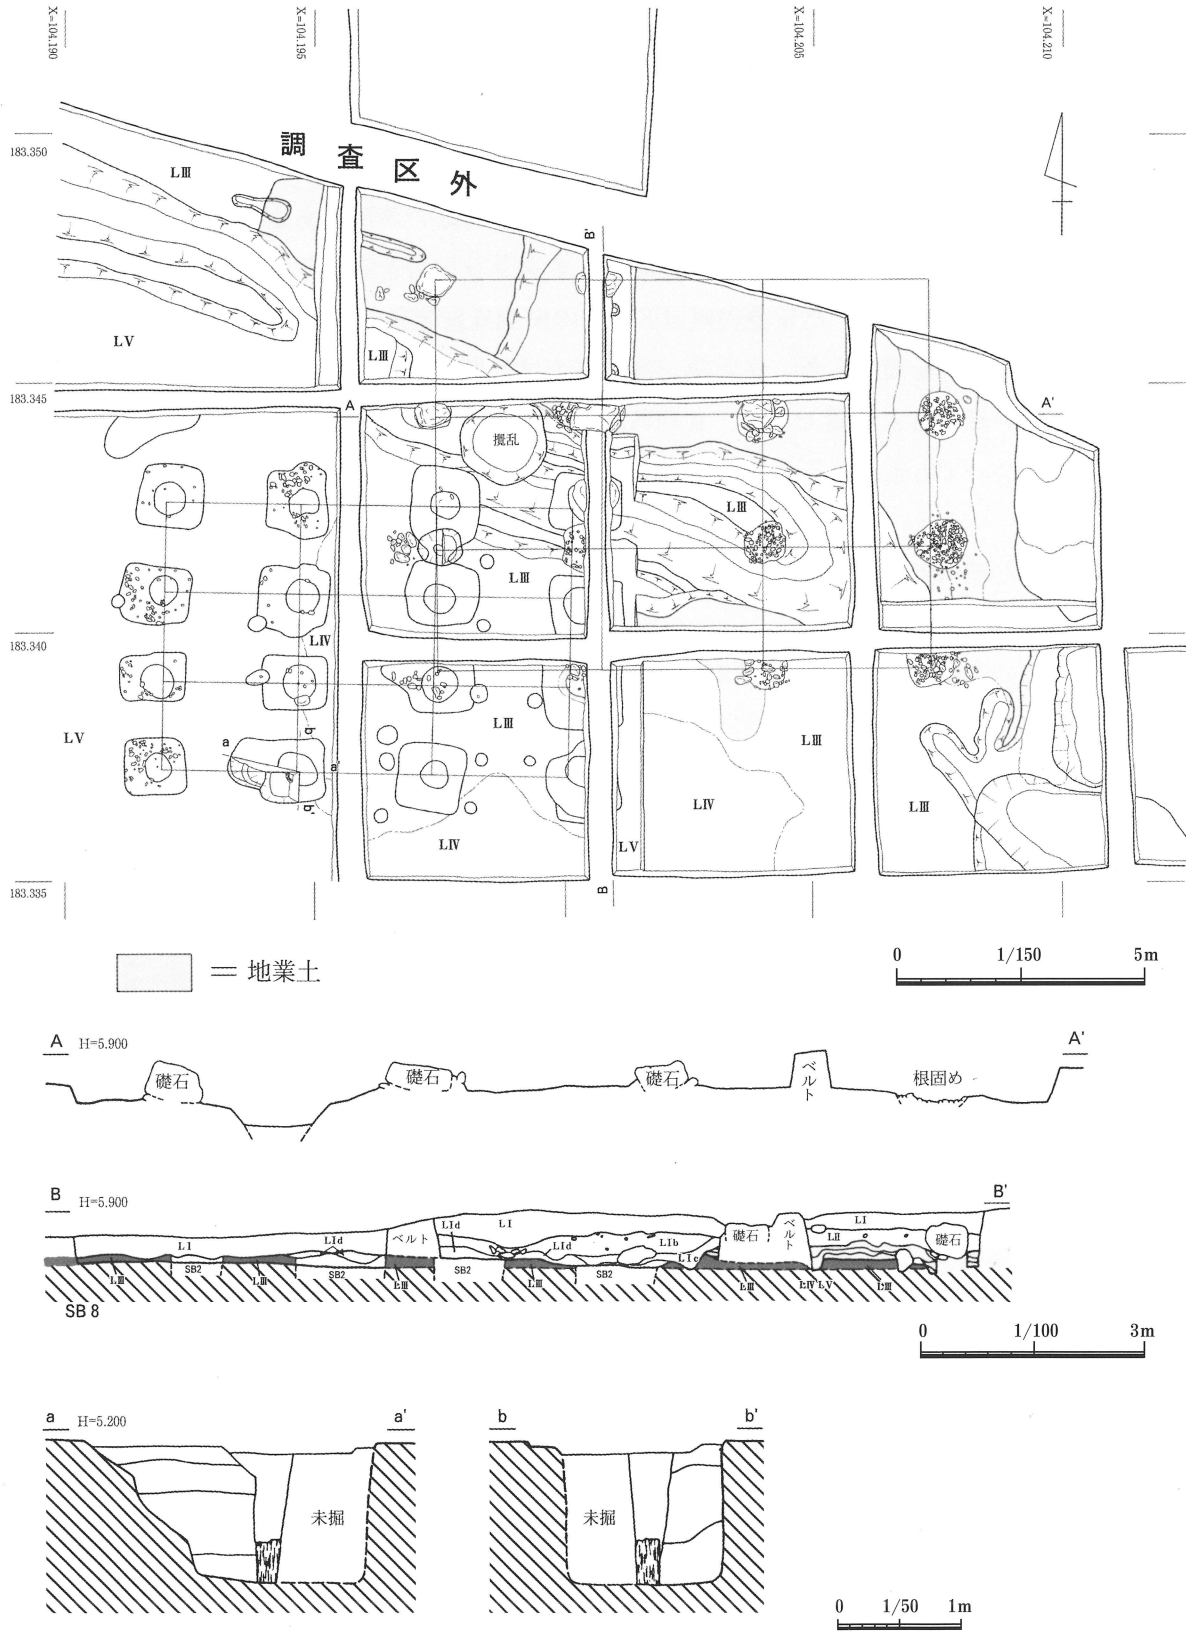 X=104.190
X=104.195
X=104.205
X=104.210
183.350
調査区外
LⅢ
B'
LⅤ
LⅢ
183.345
A
A'
攪乱
LⅢ
LⅢ
183.340
LⅣ
LⅤ
a
b
a'
b'
LⅢ
LⅢ
LⅣ
LⅢ
LⅣ
LⅤ
B
183.335
= 地業土
0 1/150 5m
A H=5.900 A'
礎石 礎石 礎石 ベルト 根固め
B H=5.900 B'
LⅠ LⅠd ベルト LⅠd LⅠ LⅠd LⅠb LⅠc 礎石 ベルト LⅠ LⅡ 礎石
SB2 SB2 SB2 SB2
LⅢ LⅢ LⅢ LⅢ LⅢ LⅣ LⅤ LⅢ
SB 8
0 1/100 3m
a H=5.200 a' b b'
未掘 未掘
0 1/50 1m